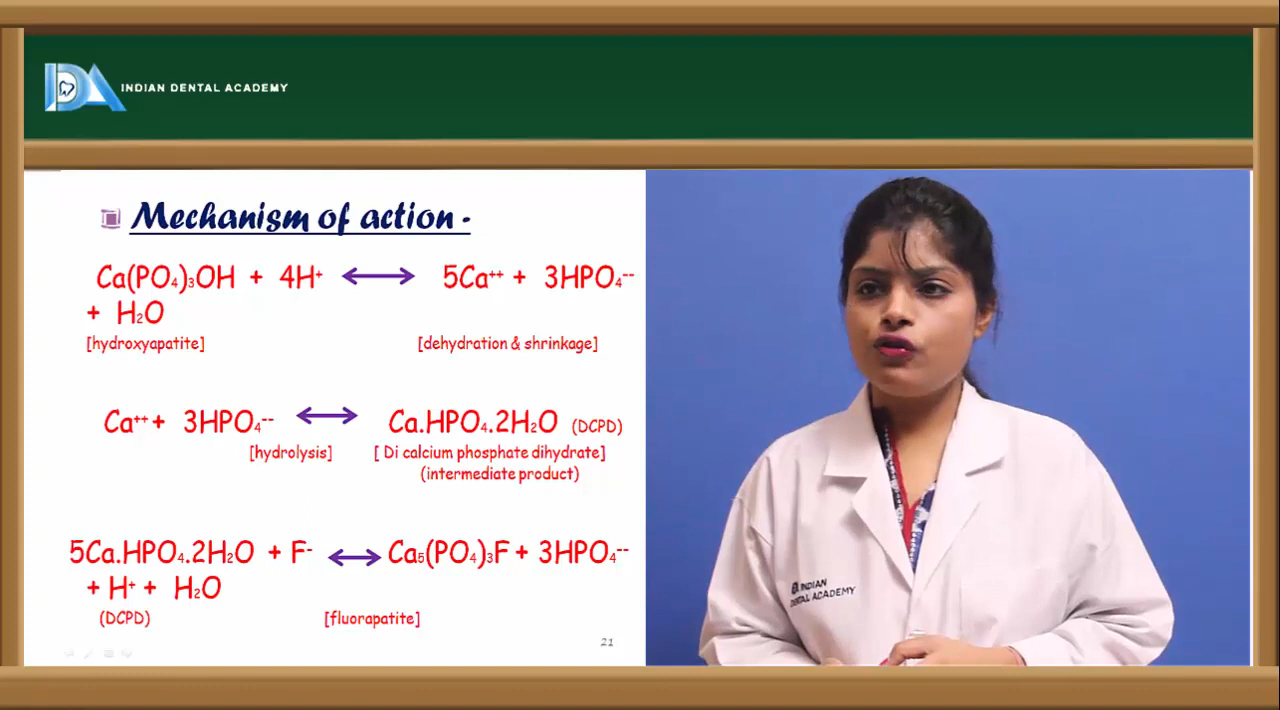 INDIAN DENTAL ACADEMY
Mechanism of action -
Ca(PO₄)₃OH + 4H⁺ ⟷ 5Ca⁺⁺ + 3HPO₄⁻⁻
+ H₂O
[hydroxyapatite] [dehydration & shrinkage]
Ca⁺⁺ + 3HPO₄⁻⁻ ⟷ Ca.HPO₄.2H₂O (DCPD)
[hydrolysis] [ Di calcium phosphate dihydrate]
(intermediate product)
5Ca.HPO₄.2H₂O + F⁻ ⟷ Ca₅(PO₄)₃F + 3HPO₄⁻⁻
+ H⁺ + H₂O
(DCPD) [fluorapatite]
21
INDIAN
DENTAL ACADEMY